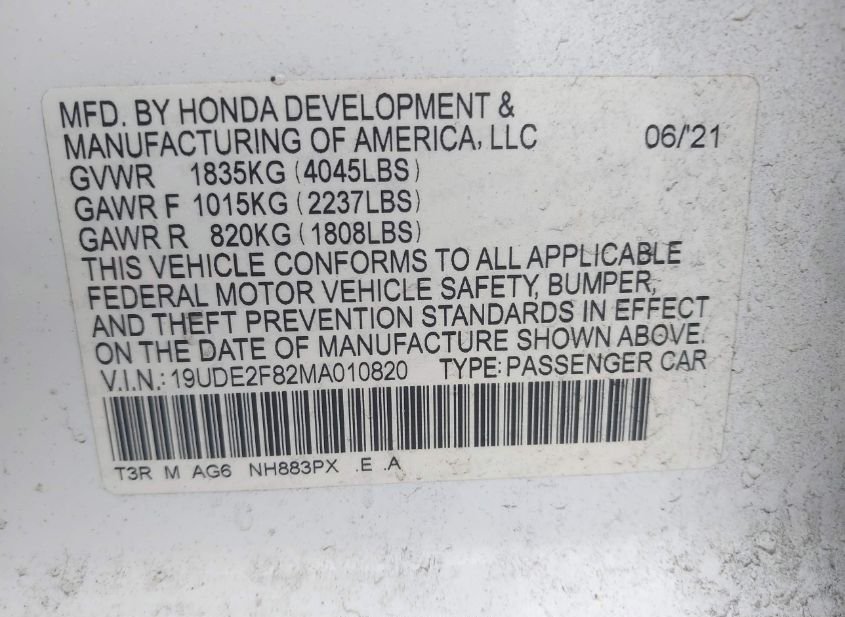 MFD. BY HONDA DEVELOPMENT &
MANUFACTURING OF AMERICA, LLC 06/'21
GVWR 1835KG (4045LBS)
GAWR F 1015KG (2237LBS)
GAWR R 820KG (1808LBS)
THIS VEHICLE CONFORMS TO ALL APPLICABLE
FEDERAL MOTOR VEHICLE SAFETY, BUMPER,
AND THEFT PREVENTION STANDARDS IN EFFECT
ON THE DATE OF MANUFACTURE SHOWN ABOVE.
V.I.N.: 19UDE2F82MA010820 TYPE: PASSENGER CAR
T3R M AG6 NH883PX .E .A